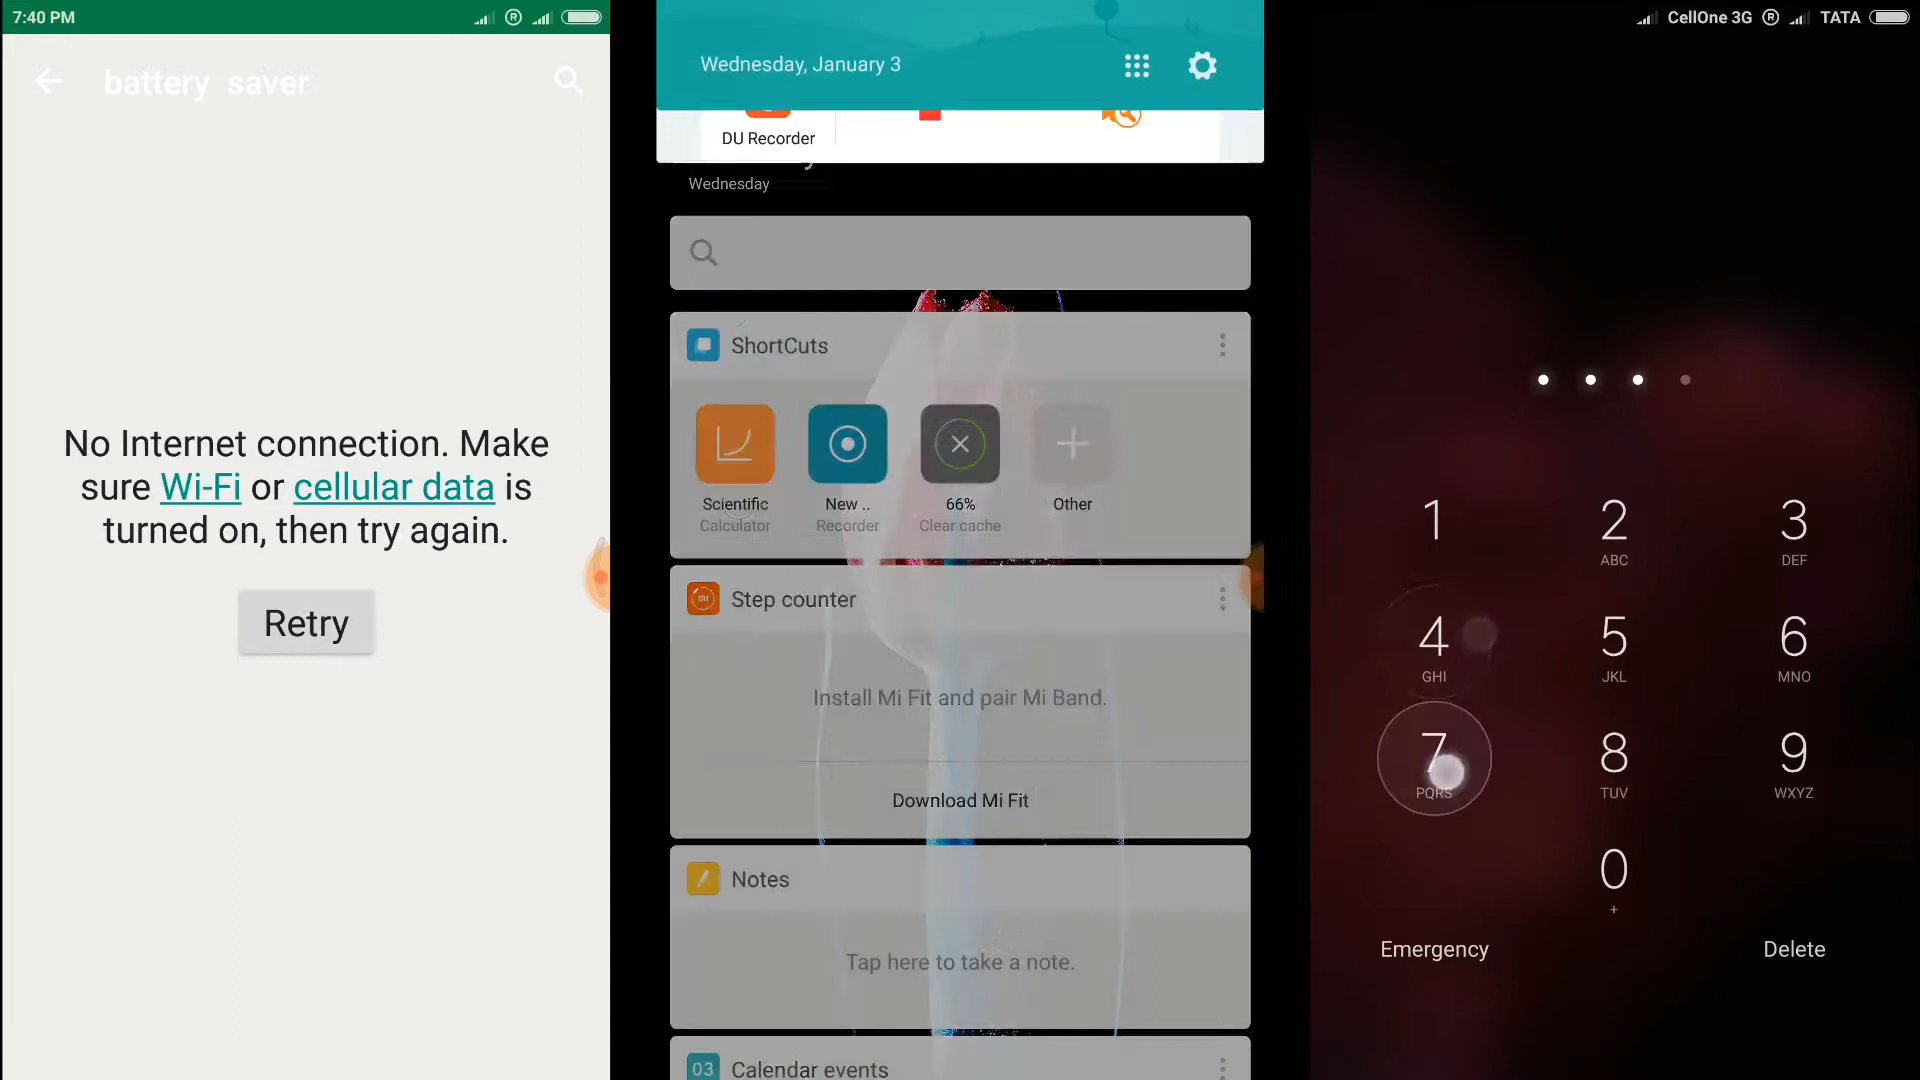 7:40 PM
battery saver
No Internet connection. Make
sure Wi-Fi or cellular data is
turned on, then try again.
Retry
Wednesday, January 3
DU Recorder
Wednesday
ShortCuts
Scientific
Calculator
New ..
Recorder
66%
Clear cache
Other
Step counter
Install Mi Fit and pair Mi Band.
Download Mi Fit
Notes
Tap here to take a note.
03 Calendar events
CellOne 3G R TATA
1
2
ABC
3
DEF
4
GHI
5
JKL
6
MNO
7
PQRS
8
TUV
9
WXYZ
0
+
Emergency
Delete